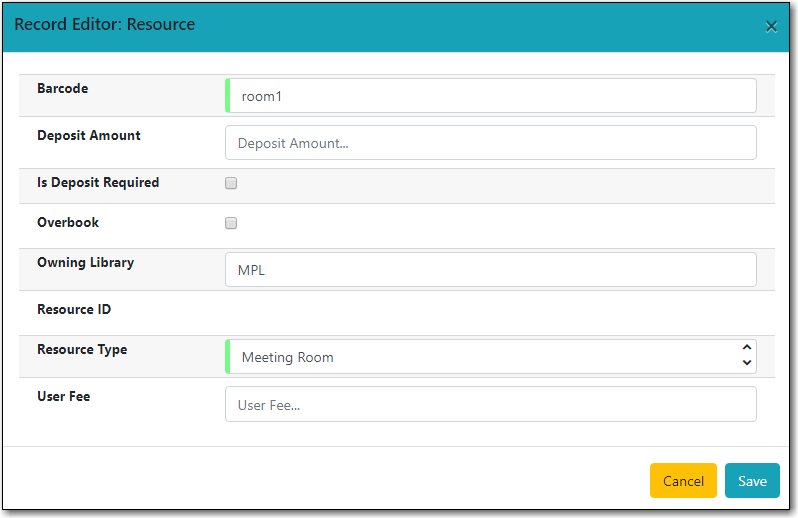 Record Editor: Resource ×
Barcode room1
Deposit Amount Deposit Amount...
Is Deposit Required
Overbook
Owning Library MPL
Resource ID
Resource Type Meeting Room
User Fee User Fee...
Cancel Save